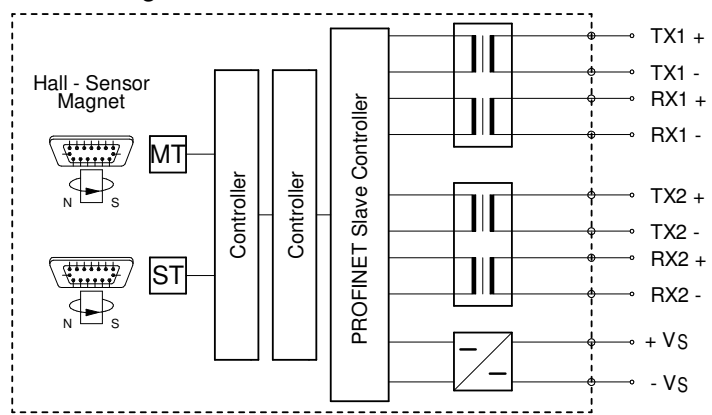 Hall - Sensor
Magnet
MT
N S
ST
N S
Controller
Controller
PROFINET Slave Controller
TX1 +
TX1 -
RX1 +
RX1 -
TX2 +
TX2 -
RX2 +
RX2 -
+ VS
- VS